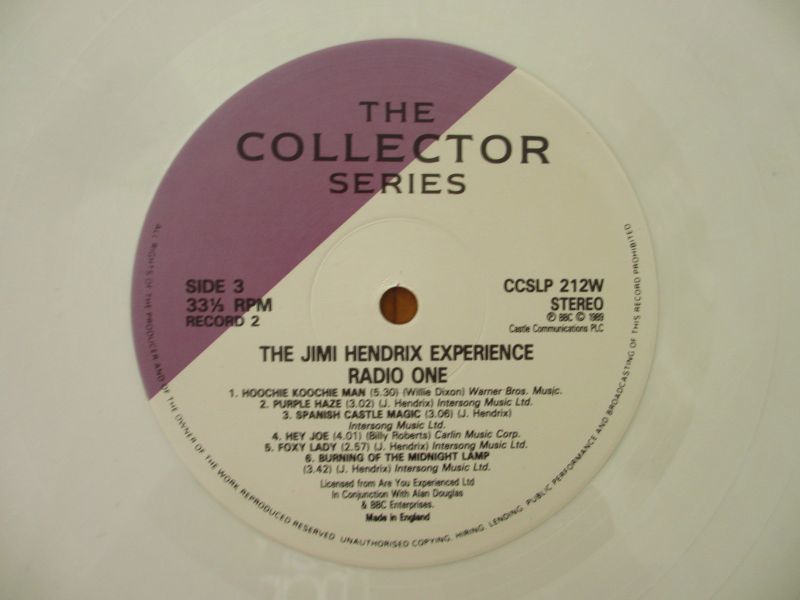 THE
COLLECTOR
SERIES
SIDE 3
33⅓ RPM
RECORD 2
CCSLP 212W
STEREO
℗ BBC © 1989
Castle Communications PLC
THE JIMI HENDRIX EXPERIENCE
RADIO ONE
1. HOOCHIE KOOCHIE MAN (5.30) (Willie Dixon) Warner Bros. Music.
2. PURPLE HAZE (3.02) (J. Hendrix) Intersong Music Ltd.
3. SPANISH CASTLE MAGIC (3.06) (J. Hendrix)
Intersong Music Ltd.
4. HEY JOE (4.01) (Billy Roberts) Carlin Music Corp.
5. FOXY LADY (2.57) (J. Hendrix) Intersong Music Ltd.
6. BURNING OF THE MIDNIGHT LAMP
(3.42) (J. Hendrix) Intersong Music Ltd.
Licensed from Are You Experienced Ltd
In Conjunction With Alan Douglas
& BBC Enterprises.
Made in England
ALL RIGHTS OF THE PRODUCER AND OF THE OWNER OF THE WORK REPRODUCED RESERVED UNAUTHORISED COPYING, HIRING, LENDING, PUBLIC PERFORMANCE AND BROADCASTING OF THIS RECORD PROHIBITED